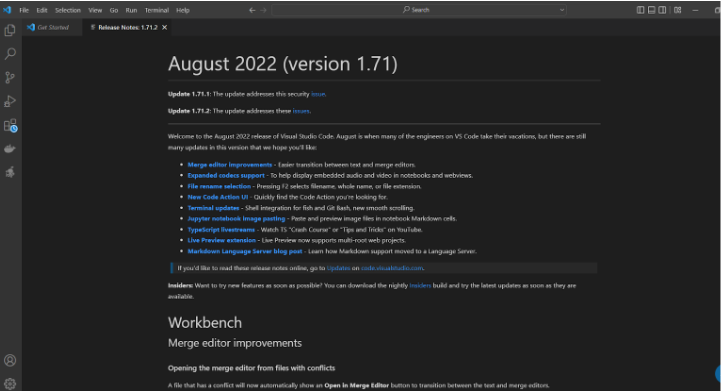 File Edit Selection View Go Run Terminal Help Search
Get Started Release Notes: 1.71.2
August 2022 (version 1.71)
Update 1.71.1: The update addresses this security issue.
Update 1.71.2: The update addresses these issues.
Welcome to the August 2022 release of Visual Studio Code. August is when many of the engineers on VS Code take their vacations, but there are still
many updates in this version that we hope you'll like:
• Merge editor improvements - Easier transition between text and merge editors.
• Expanded codecs support - To help display embedded audio and video in notebooks and webviews.
• File rename selection - Pressing F2 selects filename, whole name, or file extension.
• New Code Action UI - Quickly find the Code Action you're looking for.
• Terminal updates - Shell integration for fish and Git Bash, new smooth scrolling.
• Jupyter notebook image pasting - Paste and preview image files in notebook Markdown cells.
• TypeScript livestreams - Watch TS "Crash Course" or "Tips and Tricks" on YouTube.
• Live Preview extension - Live Preview now supports multi-root web projects.
• Markdown Language Server blog post - Learn how Markdown support moved to a Language Server.
If you'd like to read these release notes online, go to Updates on code.visualstudio.com.
Insiders: Want to try new features as soon as possible? You can download the nightly Insiders build and try the latest updates as soon as they are
available.
Workbench
Merge editor improvements
Opening the merge editor from files with conflicts
A file that has a conflict will now automatically show an Open in Merge Editor button to transition between the text and merge editors.